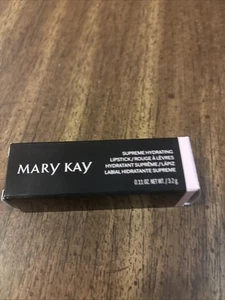 MARY KAY
SUPREME HYDRATING
LIPSTICK / ROUGE À LÈVRES
HYDRATANT SUPRÊME / LÁPIZ
LABIAL HIDRATANTE SUPREME
0.11 OZ. NET WT. / 3.2 g